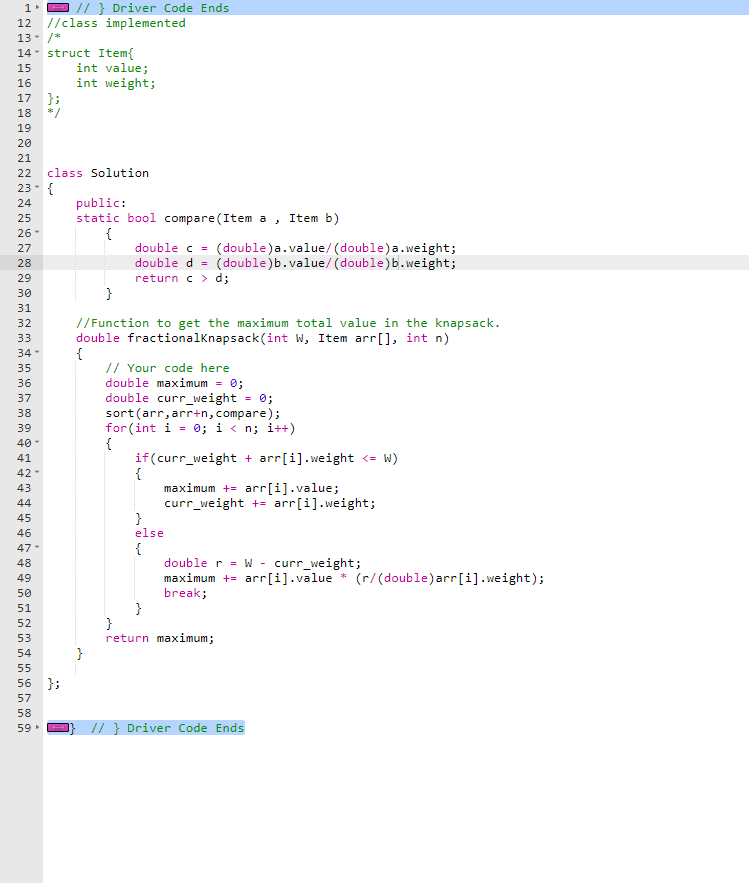 1 // } Driver Code Ends
12 //class implemented
13 /*
14 struct Item{
15     int value;
16     int weight;
17 };
18 */
19
20
21
22 class Solution
23 {
24     public:
25     static bool compare(Item a , Item b)
26         {
27             double c = (double)a.value/(double)a.weight;
28             double d = (double)b.value/(double)b.weight;
29             return c > d;
30         }
31
32     //Function to get the maximum total value in the knapsack.
33     double fractionalKnapsack(int W, Item arr[], int n)
34     {
35         // Your code here
36         double maximum = 0;
37         double curr_weight = 0;
38         sort(arr,arr+n,compare);
39         for(int i = 0; i < n; i++)
40         {
41             if(curr_weight + arr[i].weight <= W)
42             {
43                 maximum += arr[i].value;
44                 curr_weight += arr[i].weight;
45             }
46             else
47             {
48                 double r = W - curr_weight;
49                 maximum += arr[i].value * (r/(double)arr[i].weight);
50                 break;
51             }
52         }
53         return maximum;
54     }
55
56 };
57
58
59 }  // } Driver Code Ends